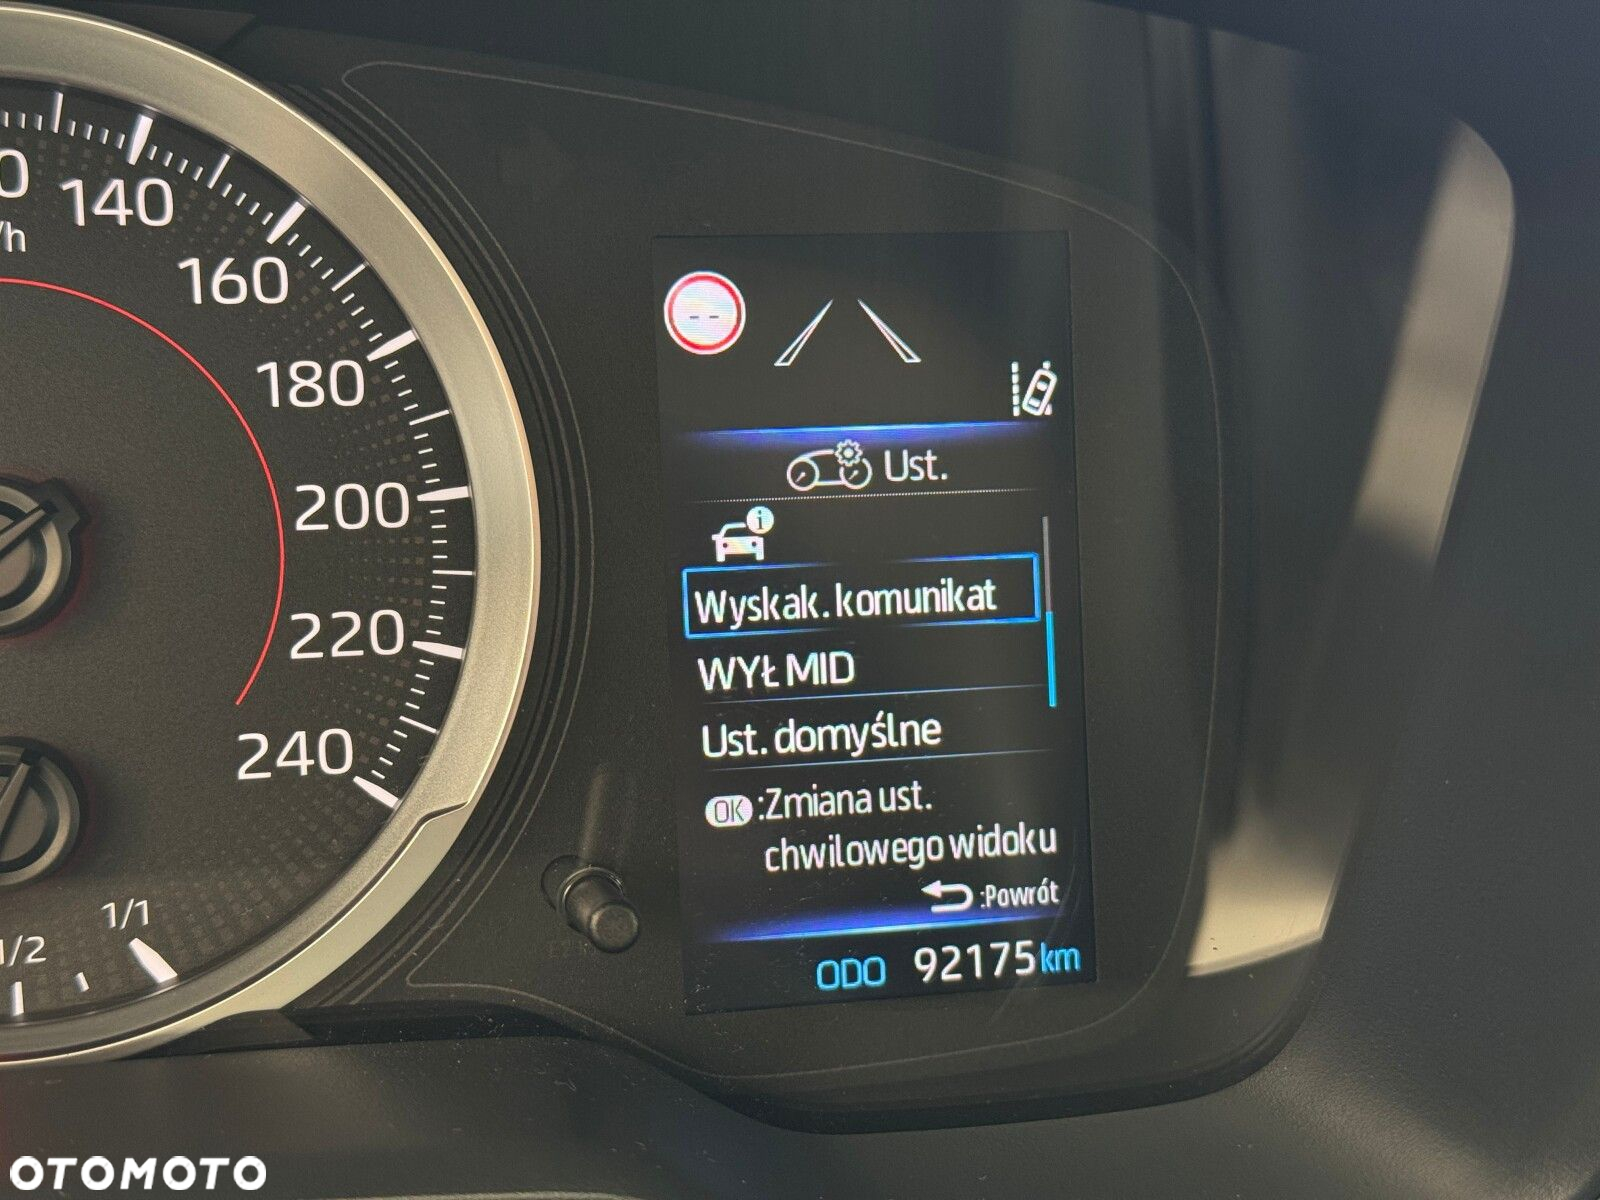 140
160
180
200
220
240
/h
1/2
1/1
Ust.
i
Wyskak. komunikat
WYŁ MID
Ust. domyślne
OK :Zmiana ust.
chwilowego widoku
:Powrót
ODO 92175 km
OTOMOTO